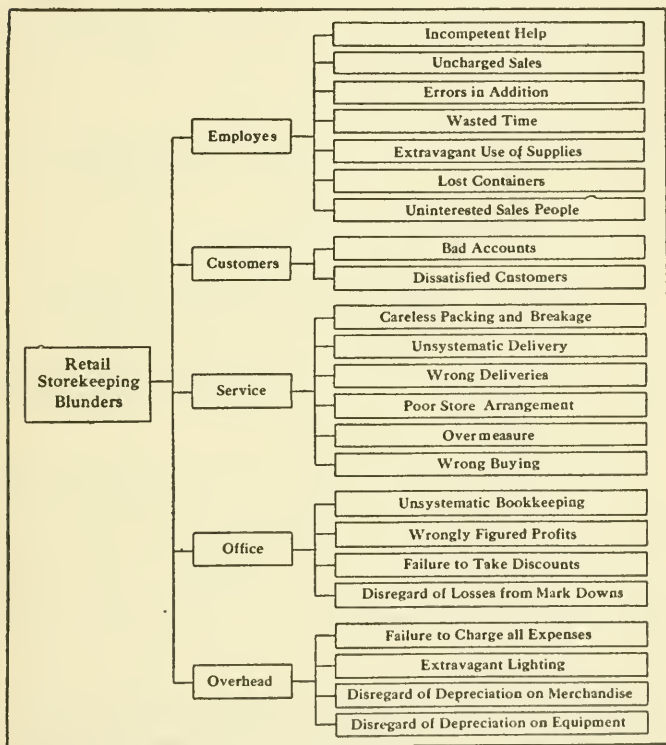 Retail
Storekeeping
Blunders
Employes
Incompetent Help
Uncharged Sales
Errors in Addition
Wasted Time
Extravagant Use of Supplies
Lost Containers
Uninterested Sales People
Customers
Bad Accounts
Dissatisfied Customers
Service
Careless Packing and Breakage
Unsystematic Delivery
Wrong Deliveries
Poor Store Arrangement
Overmeasure
Wrong Buying
Office
Unsystematic Bookkeeping
Wrongly Figured Profits
Failure to Take Discounts
Disregard of Losses from Mark Downs
Overhead
Failure to Charge all Expenses
Extravagant Lighting
Disregard of Depreciation on Merchandise
Disregard of Depreciation on Equipment